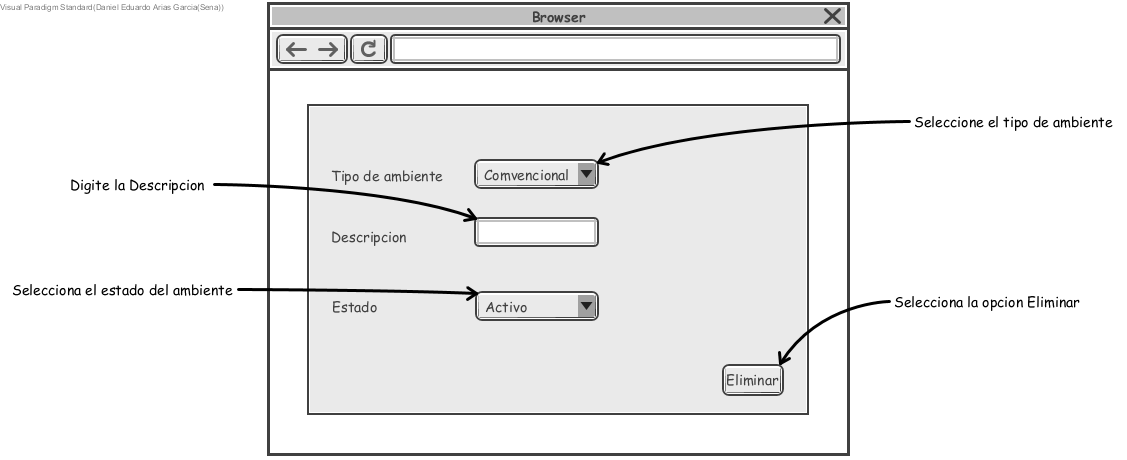 Visual Paradigm Standard(Daniel Eduardo Arias Garcia(Sena))
Browser
Seleccione el tipo de ambiente
Tipo de ambiente
Comvencional
Digite la Descripcion
Descripcion
Selecciona el estado del ambiente
Estado
Activo
Selecciona la opcion Eliminar
Eliminar